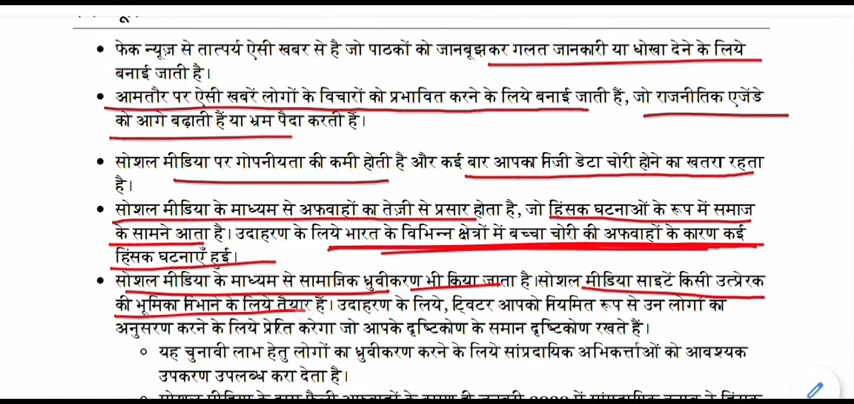 • फेक न्यूज़ से तात्पर्य ऐसी खबर से है जो पाठकों को जानबूझकर गलत जानकारी या धोखा देने के लिये
बनाई जाती है।
• आमतौर पर ऐसी खबरें लोगों के विचारों को प्रभावित करने के लिये बनाई जाती हैं, जो राजनीतिक एजेंडे
को आगे बढ़ाती हैं या भ्रम पैदा करती हैं।
• सोशल मीडिया पर गोपनीयता की कमी होती है और कई बार आपका निजी डेटा चोरी होने का खतरा रहता
है।
• सोशल मीडिया के माध्यम से अफवाहों का तेज़ी से प्रसार होता है, जो हिंसक घटनाओं के रूप में समाज
के सामने आता है। उदाहरण के लिये भारत के विभिन्न क्षेत्रों में बच्चा चोरी की अफवाहों के कारण कई
हिंसक घटनाएँ हुईं।
• सोशल मीडिया के माध्यम से सामाजिक ध्रुवीकरण भी किया जाता है।सोशल मीडिया साइटें किसी उत्प्रेरक
की भूमिका निभाने के लिये तैयार हैं। उदाहरण के लिये, ट्विटर आपको नियमित रूप से उन लोगों का
अनुसरण करने के लिये प्रेरित करेगा जो आपके दृष्टिकोण के समान दृष्टिकोण रखते हैं।
○ यह चुनावी लाभ हेतु लोगों का ध्रुवीकरण करने के लिये सांप्रदायिक अभिकर्त्ताओं को आवश्यक
उपकरण उपलब्ध करा देता है।